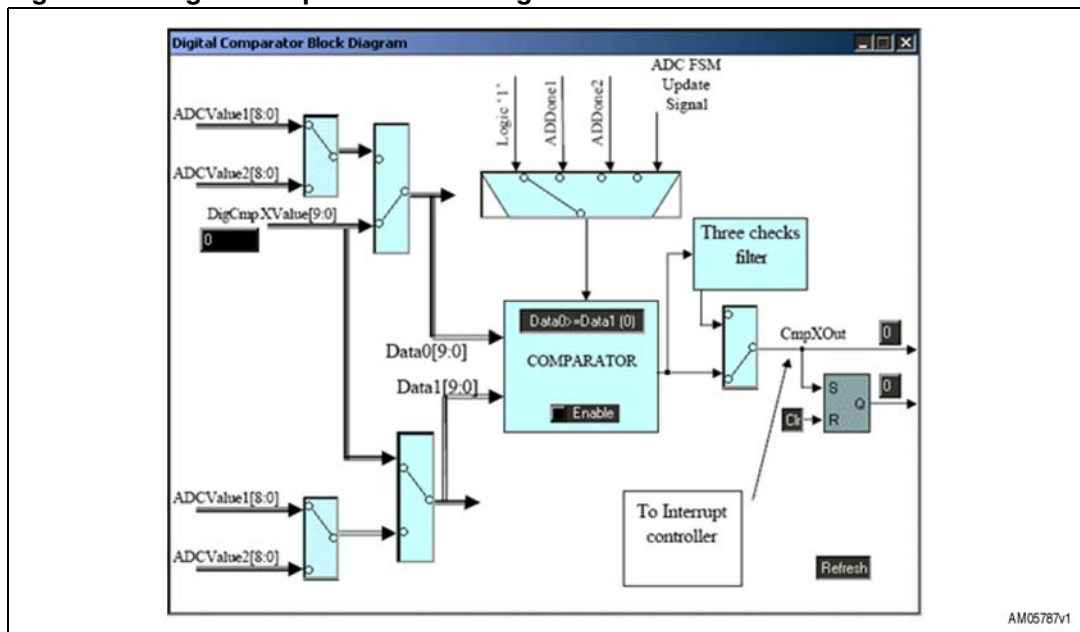 Digital Comparator Block Diagram
ADC FSM
Update
Signal
Logic '1'
ADDone1
ADDone2
ADCValue1[8:0]
ADCValue2[8:0]
DigCmpXValue[9:0]
0
Three checks
filter
Data0>=Data1 (0)
COMPARATOR
Enable
Data0[9:0]
Data1[9:0]
CmpXOut
0
S
Q
R
0
Clr
ADCValue1[8:0]
ADCValue2[8:0]
To Interrupt
controller
Refresh
AM05787v1